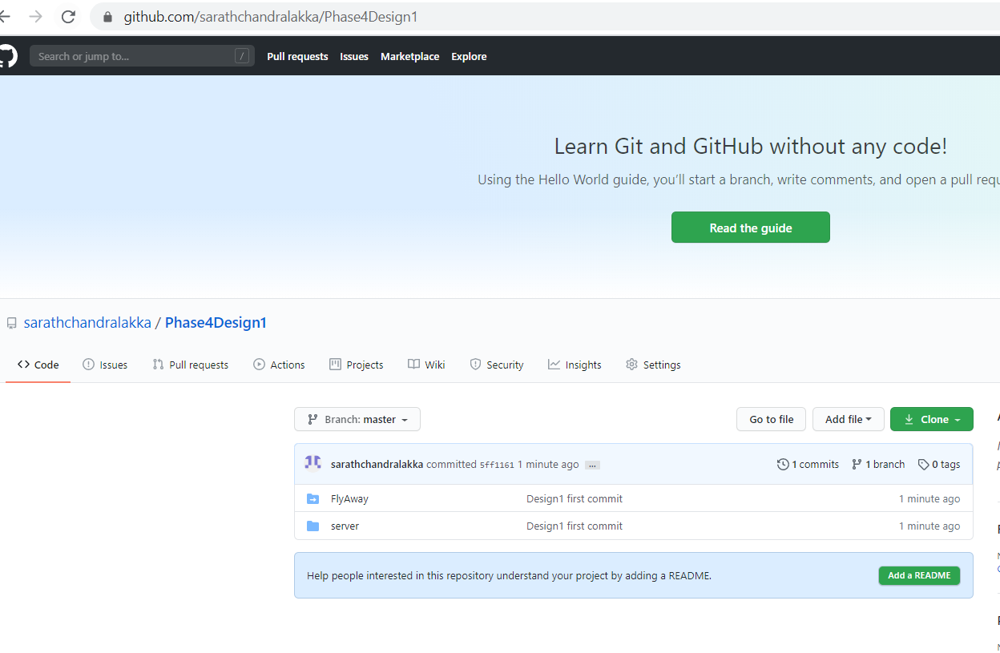 github.com/sarathchandralakka/Phase4Design1
Search or jump to... / Pull requests Issues Marketplace Explore
Learn Git and GitHub without any code!
Using the Hello World guide, you’ll start a branch, write comments, and open a pull
Read the guide
sarathchandralakka / Phase4Design1
Code Issues Pull requests Actions Projects Wiki Security Insights Settings
Branch: master Go to file Add file Clone
sarathchandralakka committed 5ff1161 1 minute ago ... 1 commits 1 branch 0 tags
FlyAway Design1 first commit 1 minute ago
server Design1 first commit 1 minute ago
Help people interested in this repository understand your project by adding a README. Add a README